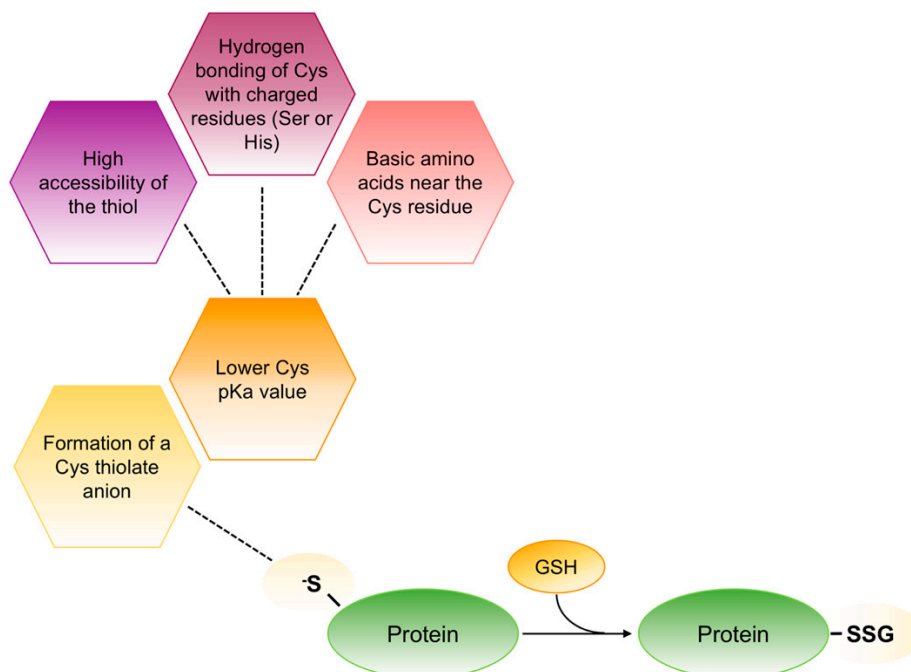 Hydrogen
bonding of Cys
with charged
residues (Ser or
His)
High
accessibility of
the thiol
Basic amino
acids near the
Cys residue
Lower Cys
pKa value
Formation of a
Cys thiolate
anion
-S
GSH
Protein
Protein
SSG